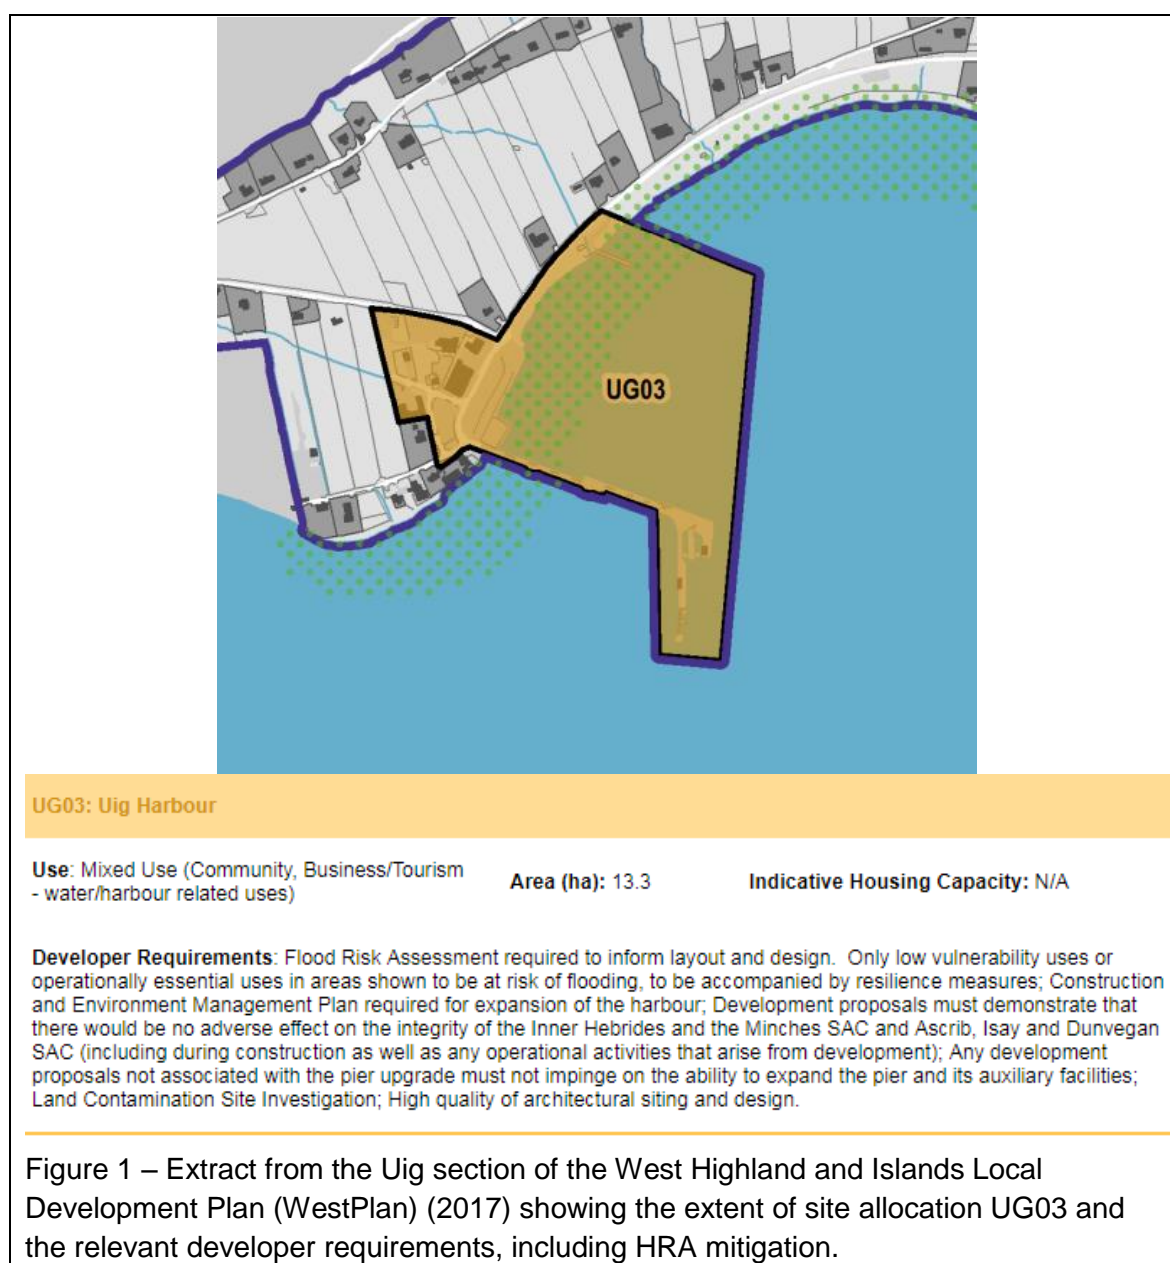 UG03
UG03: Uig Harbour
Use: Mixed Use (Community, Business/Tourism
- water/harbour related uses)
Area (ha): 13.3
Indicative Housing Capacity: N/A
Developer Requirements: Flood Risk Assessment required to inform layout and design.  Only low vulnerability uses or
operationally essential uses in areas shown to be at risk of flooding, to be accompanied by resilience measures; Construction
and Environment Management Plan required for expansion of the harbour; Development proposals must demonstrate that
there would be no adverse effect on the integrity of the Inner Hebrides and the Minches SAC and Ascrib, Isay and Dunvegan
SAC (including during construction as well as any operational activities that arise from development); Any development
proposals not associated with the pier upgrade must not impinge on the ability to expand the pier and its auxiliary facilities;
Land Contamination Site Investigation; High quality of architectural siting and design.
Figure 1 – Extract from the Uig section of the West Highland and Islands Local
Development Plan (WestPlan) (2017) showing the extent of site allocation UG03 and
the relevant developer requirements, including HRA mitigation.